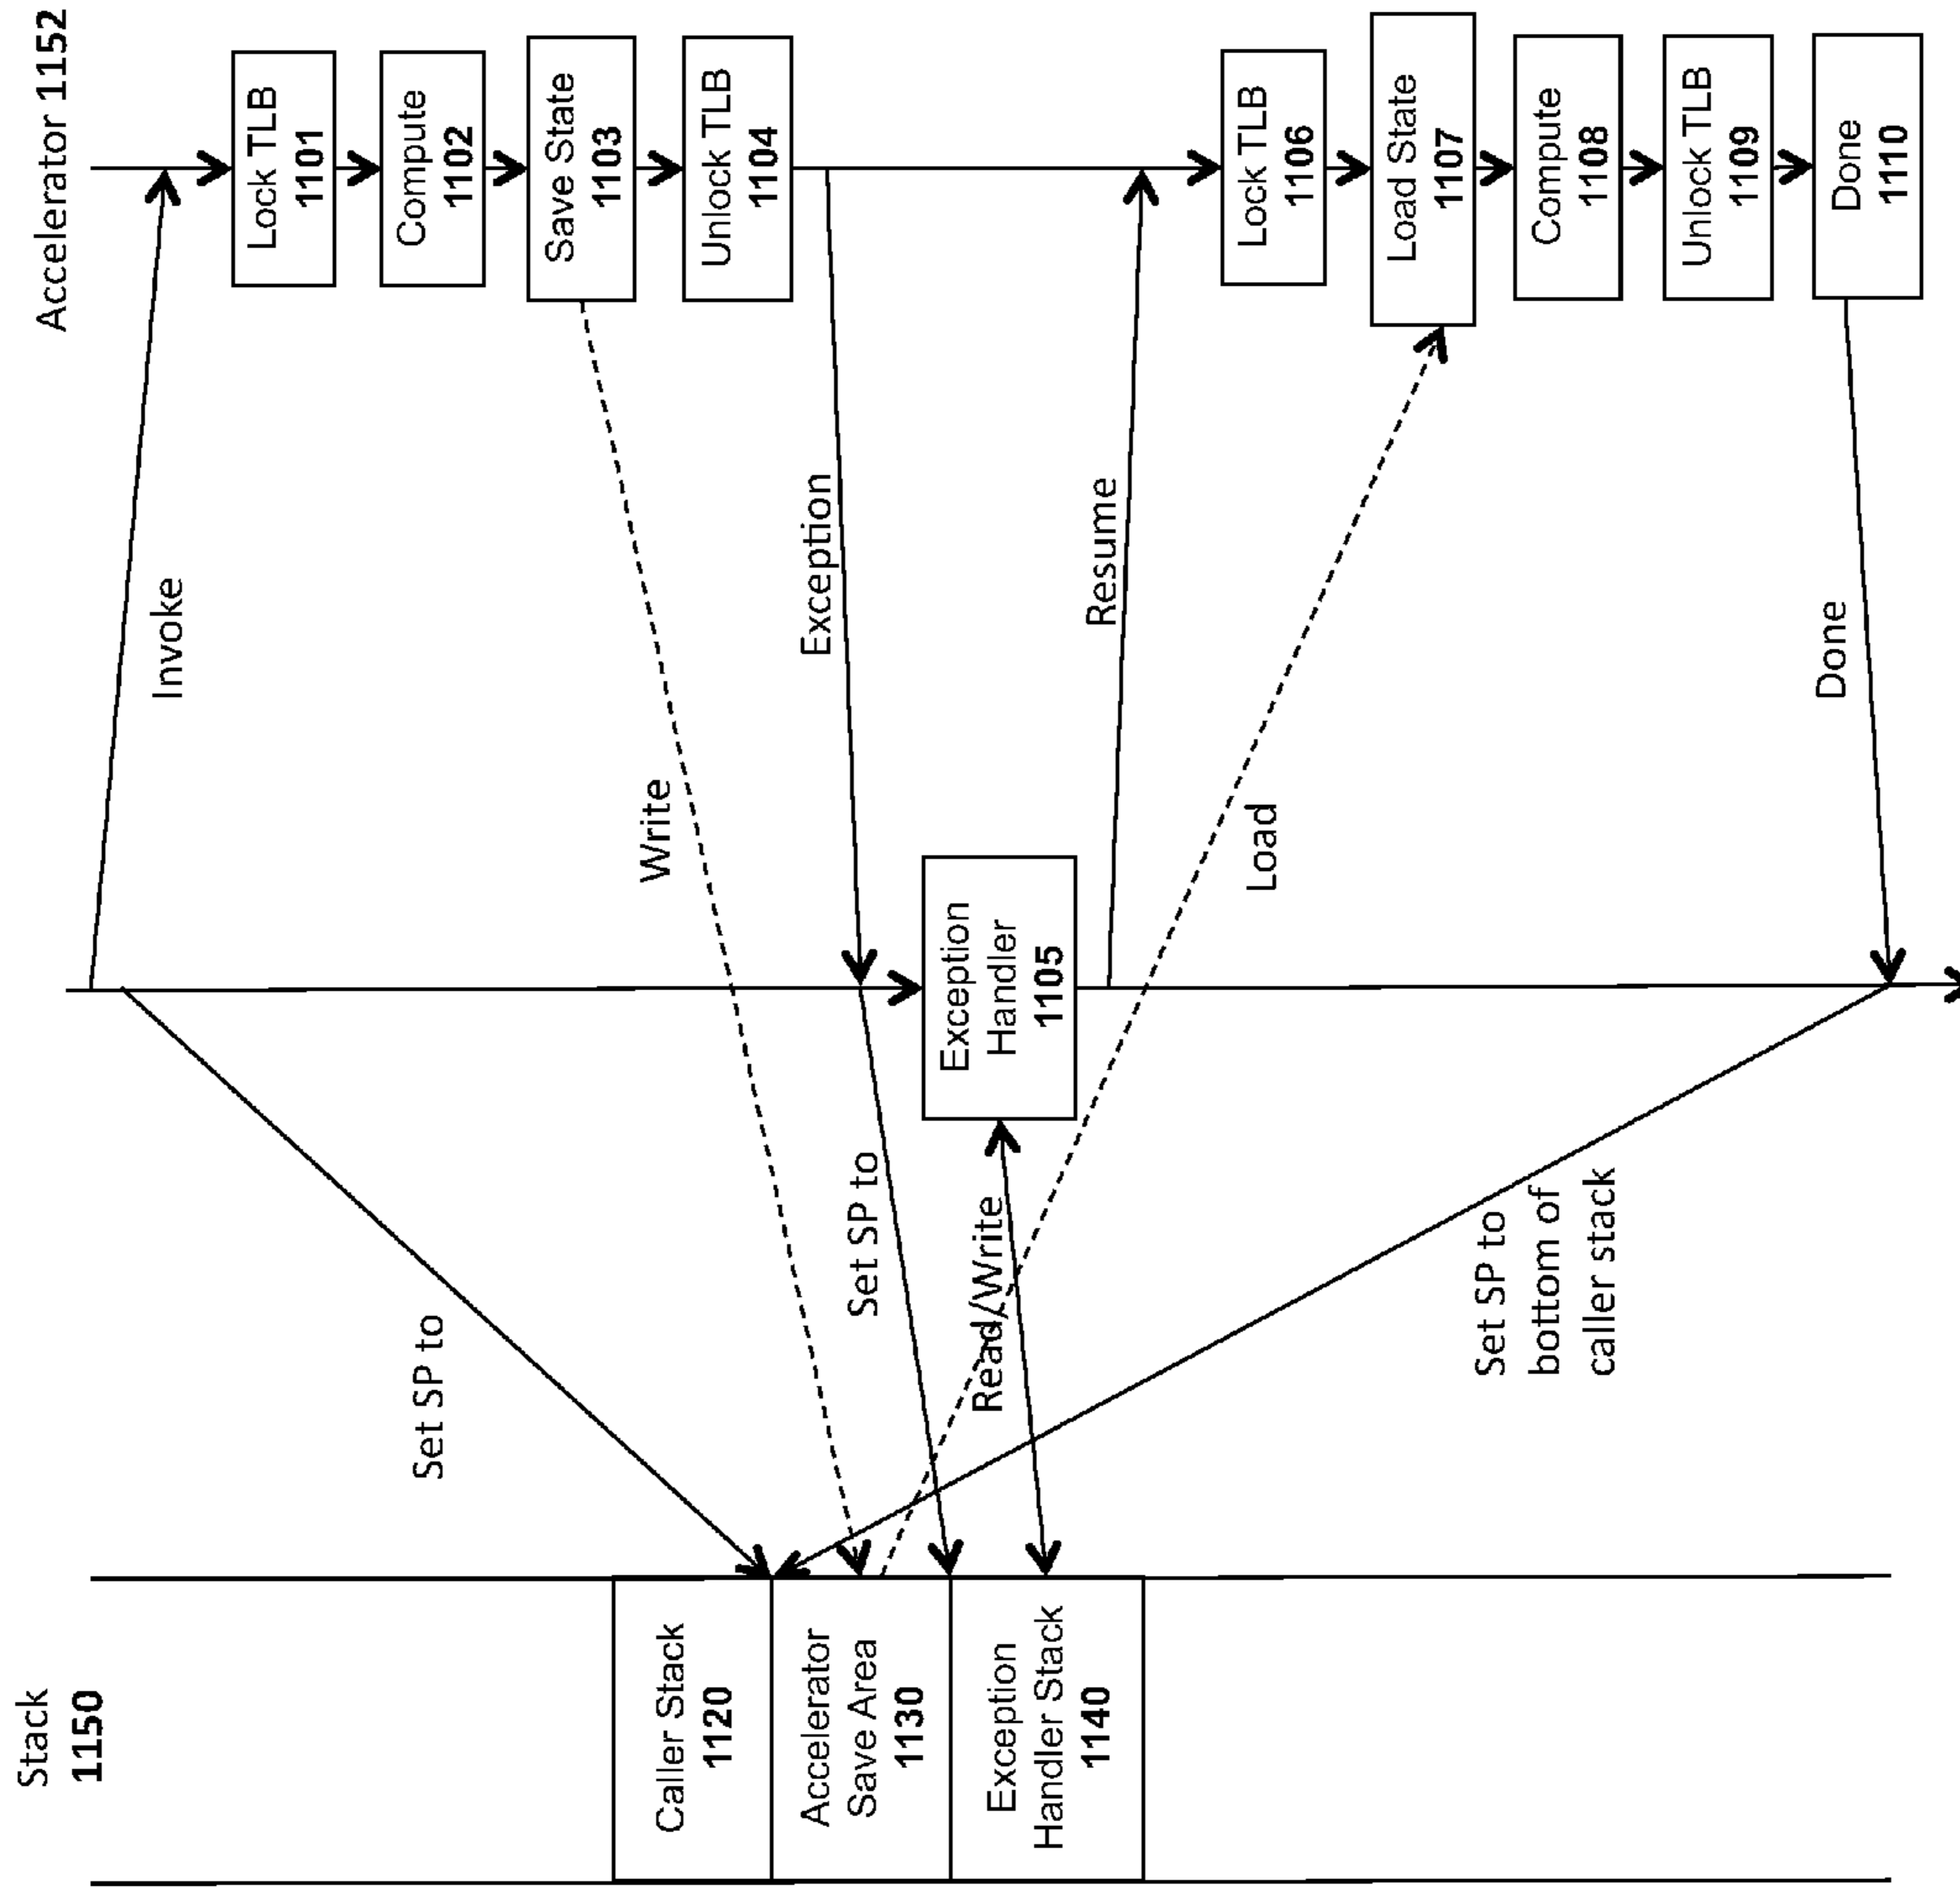 Stack
1150
Accelerator 1152
Invoke
Lock TLB
1101
Compute
1102
Set SP to
Save State
1103
Write
Unlock TLB
1104
Caller Stack
1120
Exception
Accelerator
Save Area
1130
Set SP to
Exception
Handler
1105
Read/Write
Exception
Handler Stack
1140
Resume
Lock TLB
1106
Load
Load State
1107
Compute
1108
Set SP to
bottom of
caller stack
Unlock TLB
1109
Done
Done
1110